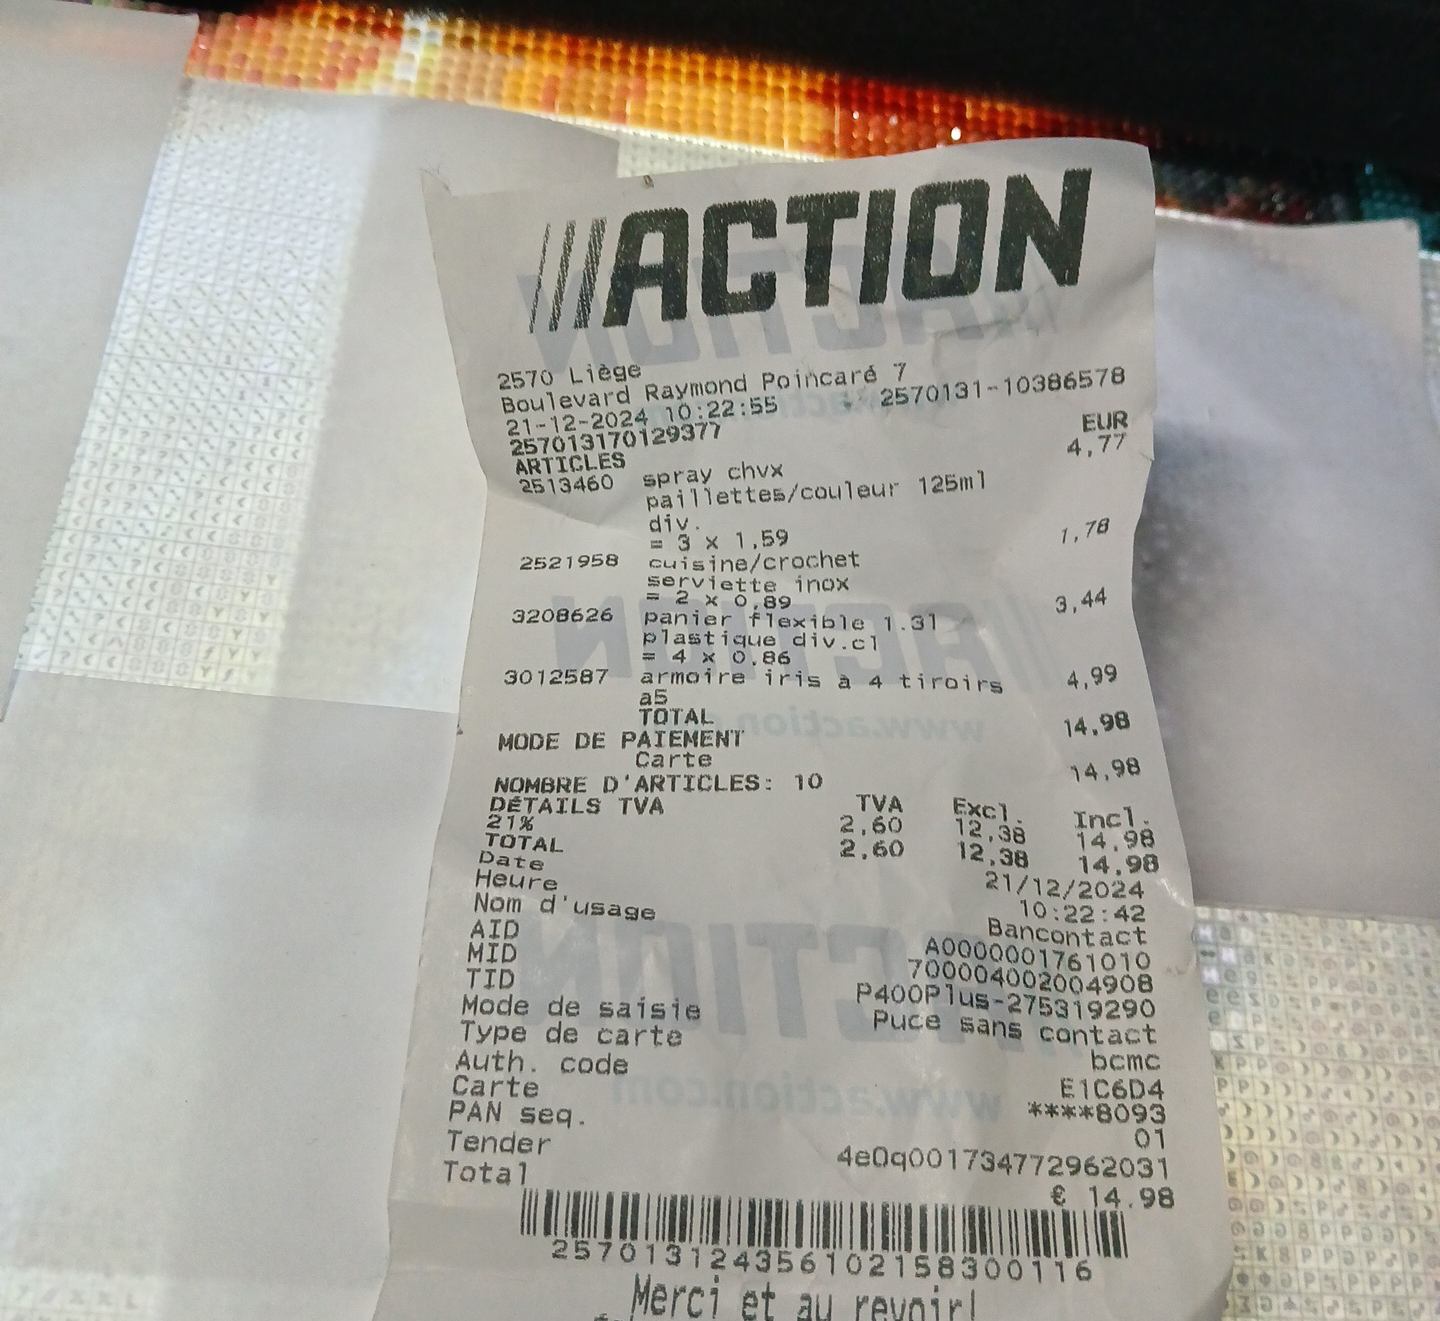 ACTION
2570 Liège
Boulevard Raymond Poincaré 7
21-12-2024 10:22:55 2570131-10386578
257013170129377
EUR
ARTICLES
2513460 spray chvx 4,77
paillettes/couleur 125ml
div.
= 3 x 1,59
2521958 cuisine/crochet 1,78
serviette inox
= 2 x 0,89
3208626 panier flexible 1.3l 3,44
plastique div.cl
= 4 x 0,86
3012587 armoire iris à 4 tiroirs 4,99
a5
TOTAL 14,98
MODE DE PAIEMENT
Carte 14,98
NOMBRE D'ARTICLES: 10
DÉTAILS TVA TVA Excl. Incl.
21% 2,60 12,38 14,98
TOTAL 2,60 12,38 14,98
Date 21/12/2024
Heure 10:22:42
Nom d'usage Bancontact
AID A0000001761010
MID 700004002004908
TID P400Plus-275319290
Mode de saisie Puce sans contact
Type de carte bcmc
Auth. code E1C6D4
Carte ****8093
PAN seq. 01
Tender 4e0q001734772962031
Total € 14.98
257013124356102158300116
Merci et au revoir!